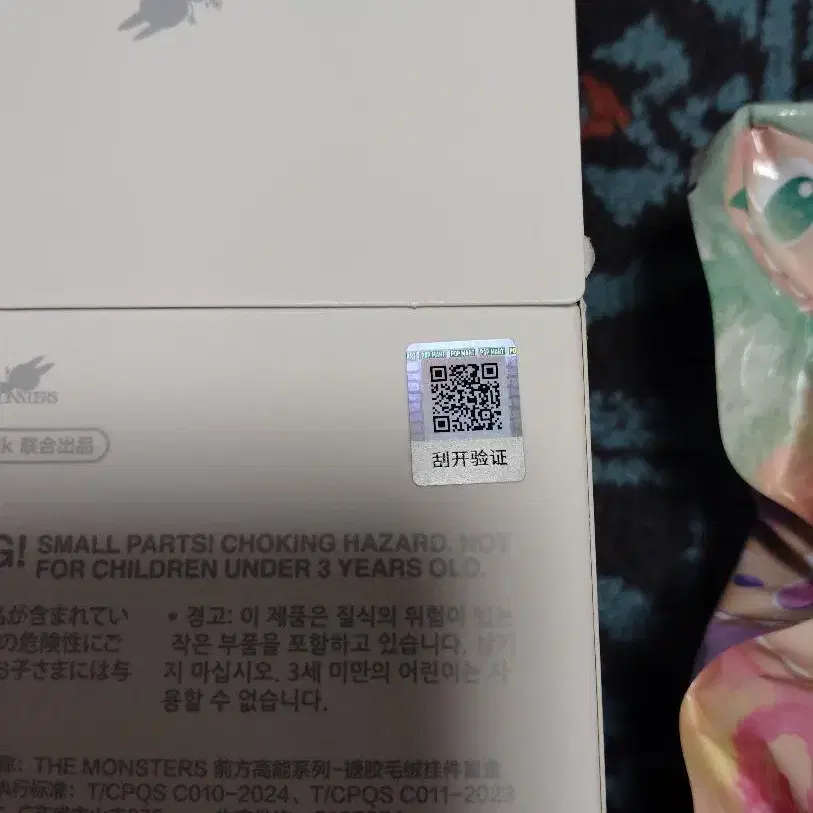 POP MART POP MART POP MART
MONSTERS
联合出品
刮开验证
G! SMALL PARTS! CHOKING HAZARD. NOT
FOR CHILDREN UNDER 3 YEARS OLD.
が含まれてい
の危険性にご
お子さまには与
* 경고: 이 제품은 질식의 위험이 있는
작은 부품을 포함하고 있습니다. 삼키
지 마십시오. 3세 미만의 어린이는 사
용할 수 없습니다.
THE MONSTERS 前方高能系列-搪胶毛绒挂件盲盒
执行标准: T/CPQS C010-2024、T/CPQS C011-2023